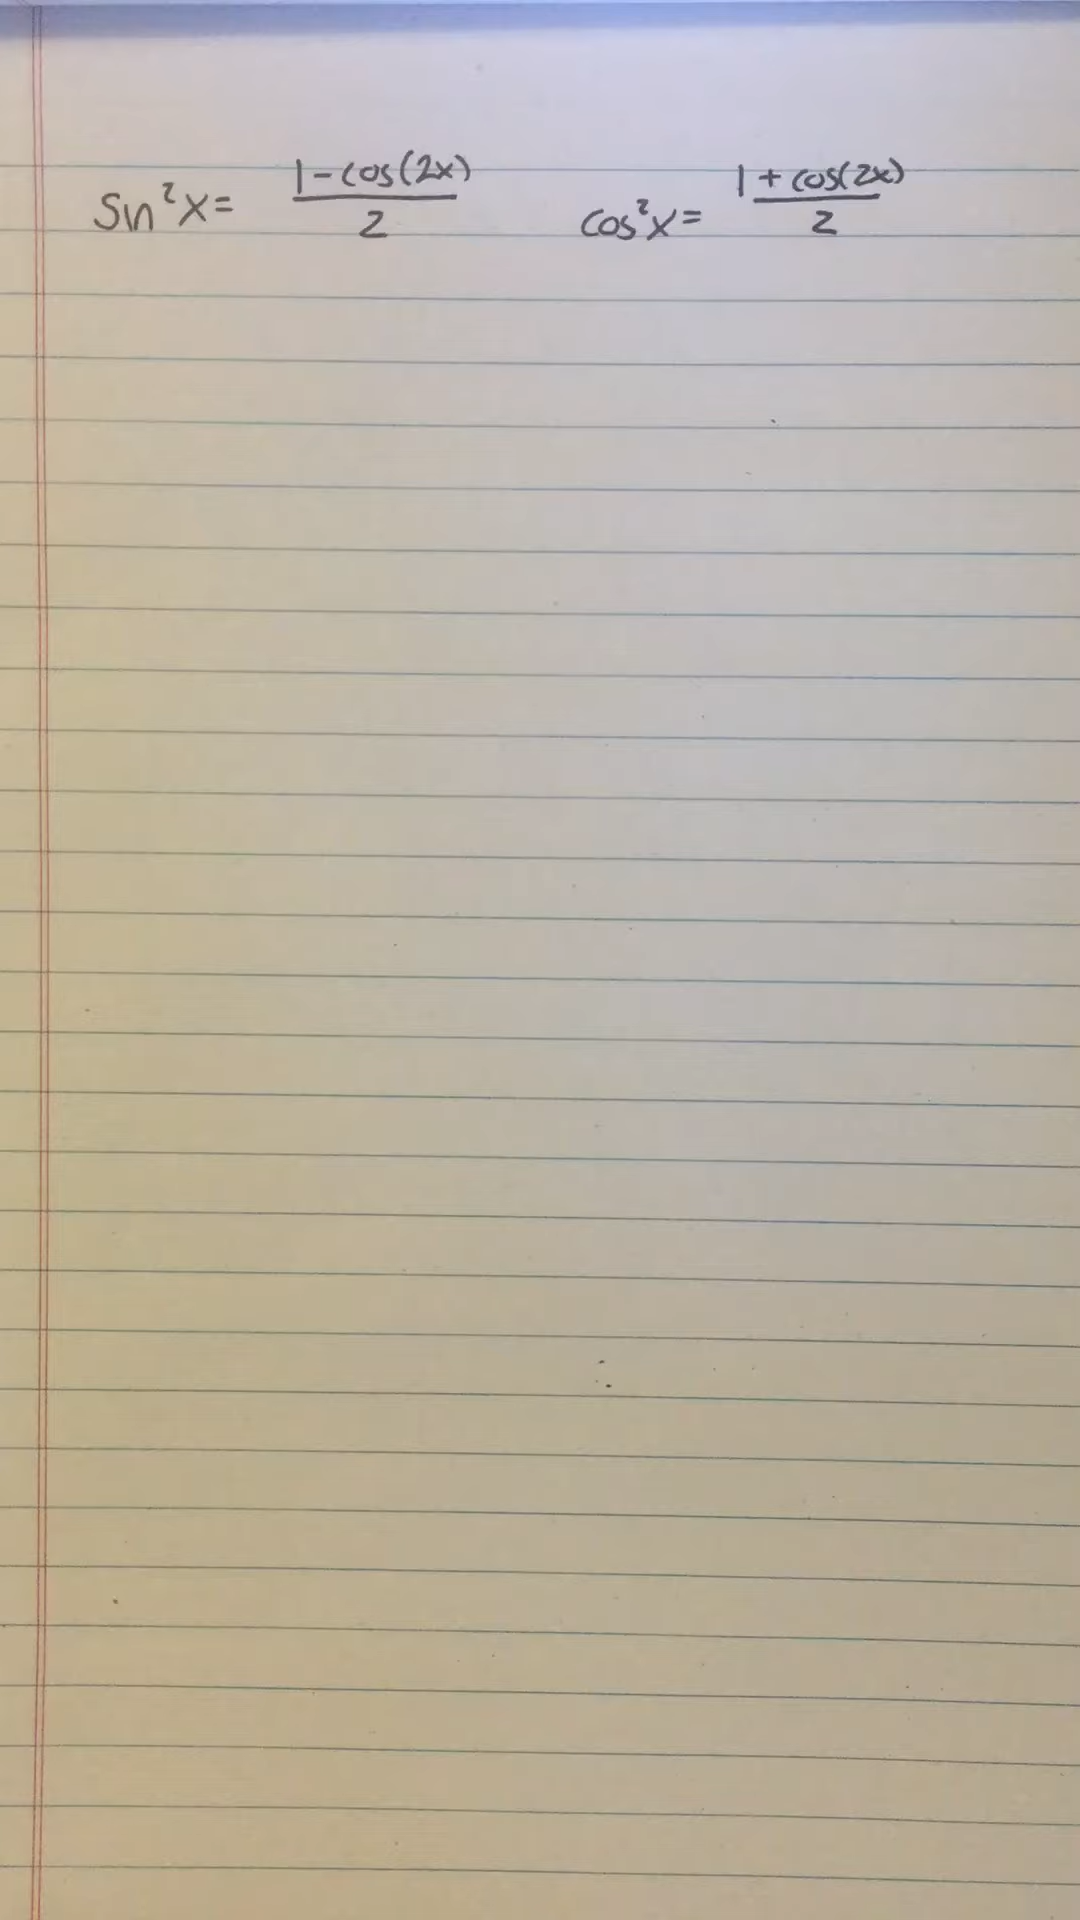 sin²x = (1 - cos(2x))/2 cos²x = (1 + cos(2x))/2